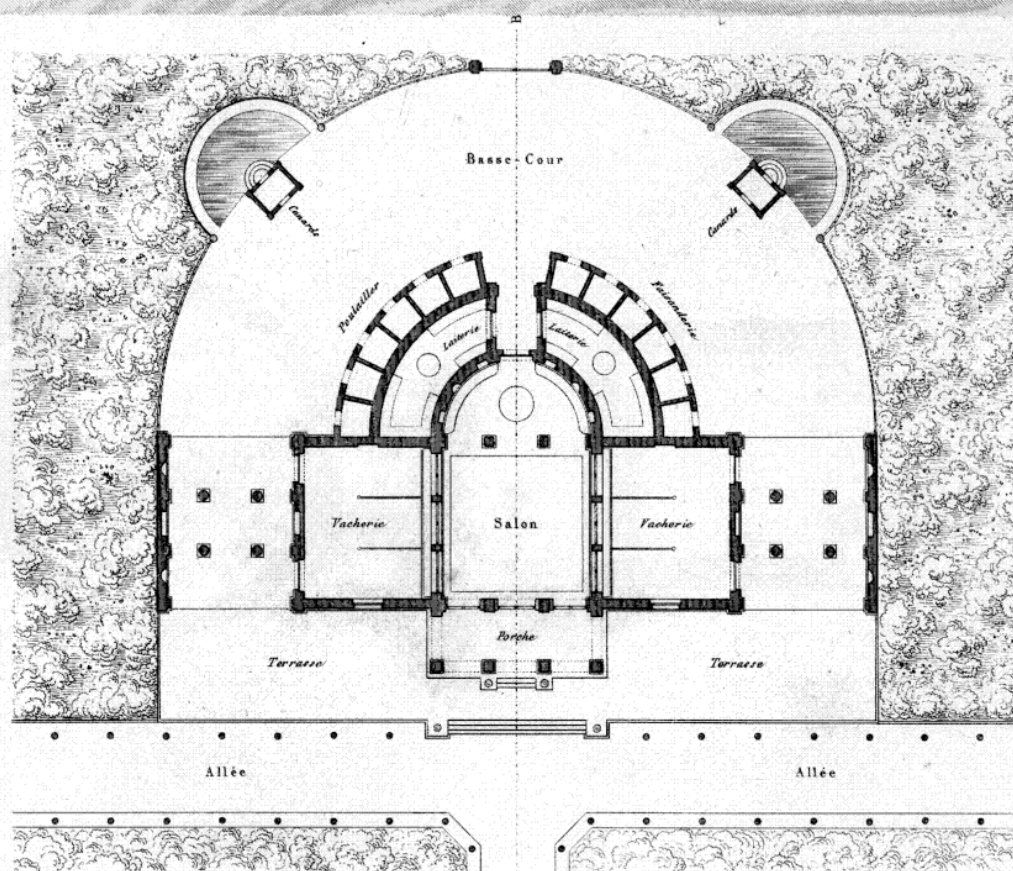 B
Basse-Cour
Canards
Canards
Poulailler
Faisanderie
Laiterie
Laiterie
Vacherie
Salon
Vacherie
Porche
Terrasse
Terrasse
Allée
Allée